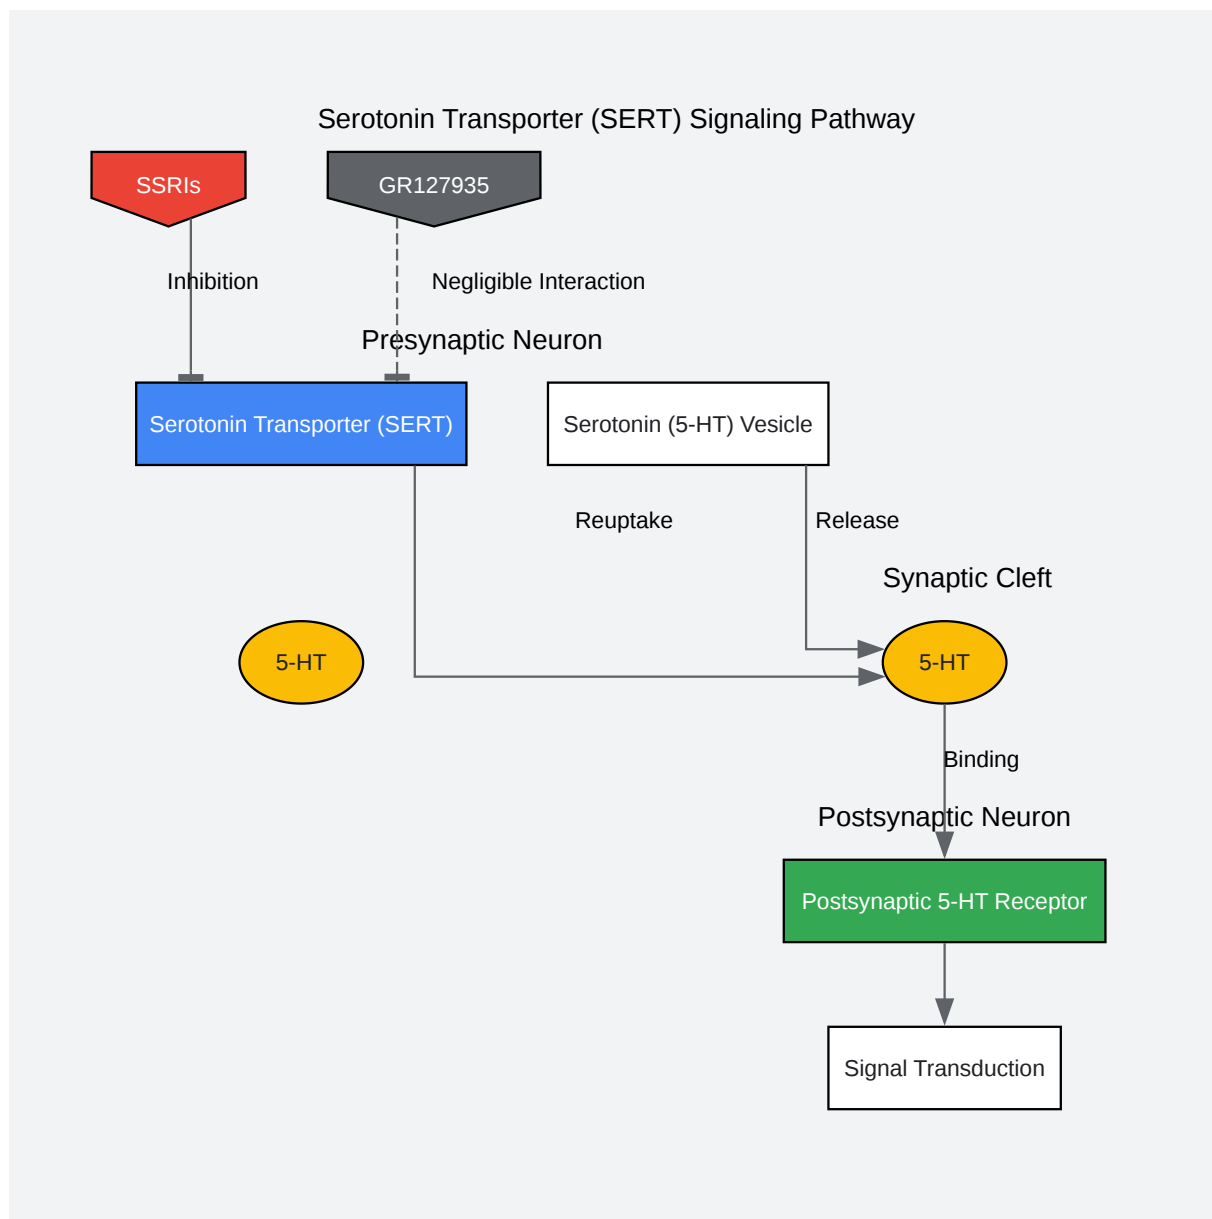 Serotonin Transporter (SERT) Signaling Pathway
SSRIs
GR127935
Inhibition
Negligible Interaction
Presynaptic Neuron
Serotonin Transporter (SERT)
Serotonin (5-HT) Vesicle
Reuptake
Release
Synaptic Cleft
5-HT
5-HT
Binding
Postsynaptic Neuron
Postsynaptic 5-HT Receptor
Signal Transduction